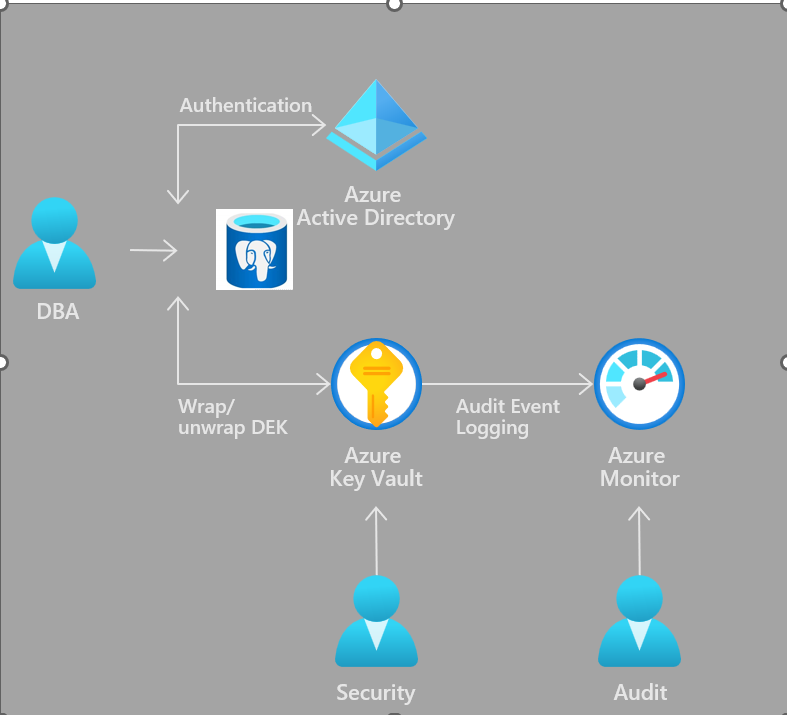 Authentication
Azure
Active Directory
DBA
Wrap/
unwrap DEK
Audit Event
Logging
Azure
Key Vault
Azure
Monitor
Security
Audit